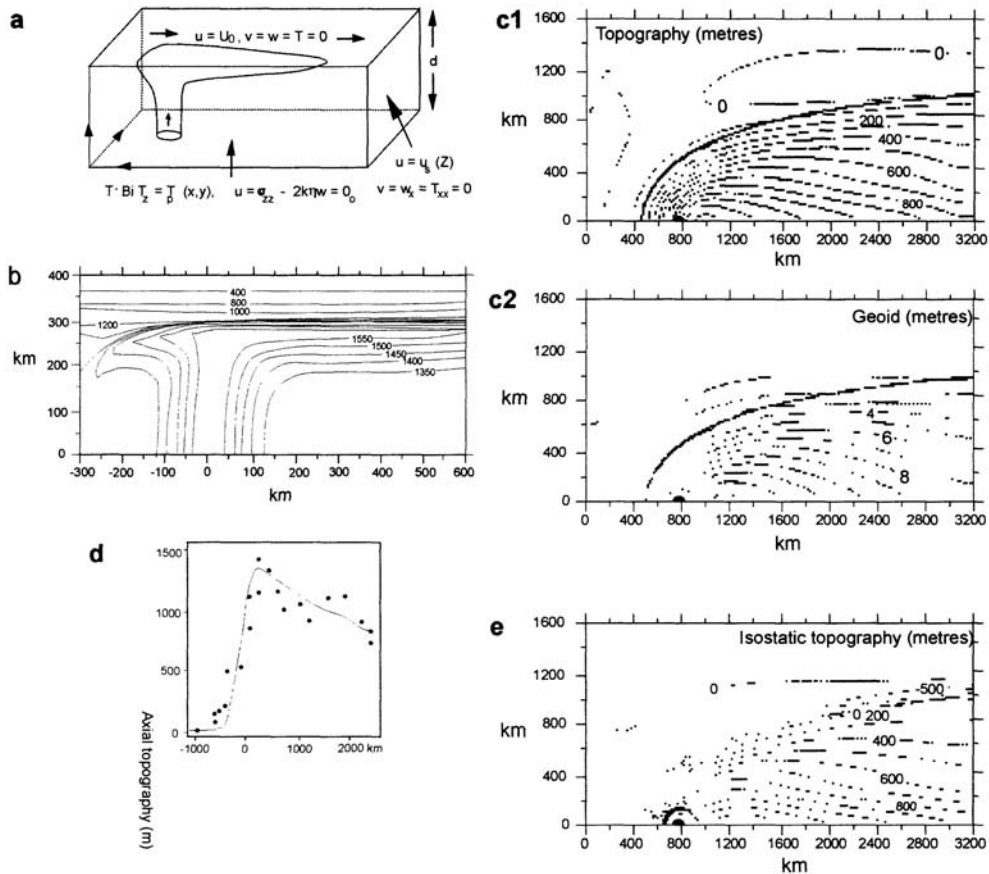 a
u = U₀ , v = w = T = 0
d
u = uₛ (Z)
T· Bi T_z = T_p (x,y), u = σ_zz - 2kηw = 0₀
v = wₓ = Tₓₓ = 0
b
400
300
200
100
0
km
400
800
1000
1200
1550
1500
1450
1400
1350
-300 -200 -100 0 100 200 300 400 500 600
km
d
1500
1000
500
0
Axial topography (m)
-1000 0 1000 2000 km
c1
Topography (metres)
1600
1200
800
400
0
km
0
0
200
400
600
800
0 400 800 1200 1600 2000 2400 2800 3200
km
c2
Geoid (metres)
1600
1200
800
400
0
km
4
6
8
0 400 800 1200 1600 2000 2400 2800 3200
km
e
Isostatic topography (metres)
1600
1200
800
400
0
km
0
-500
0 200
400
600
800
0 400 800 1200 1600 2000 2400 2800 3200
km